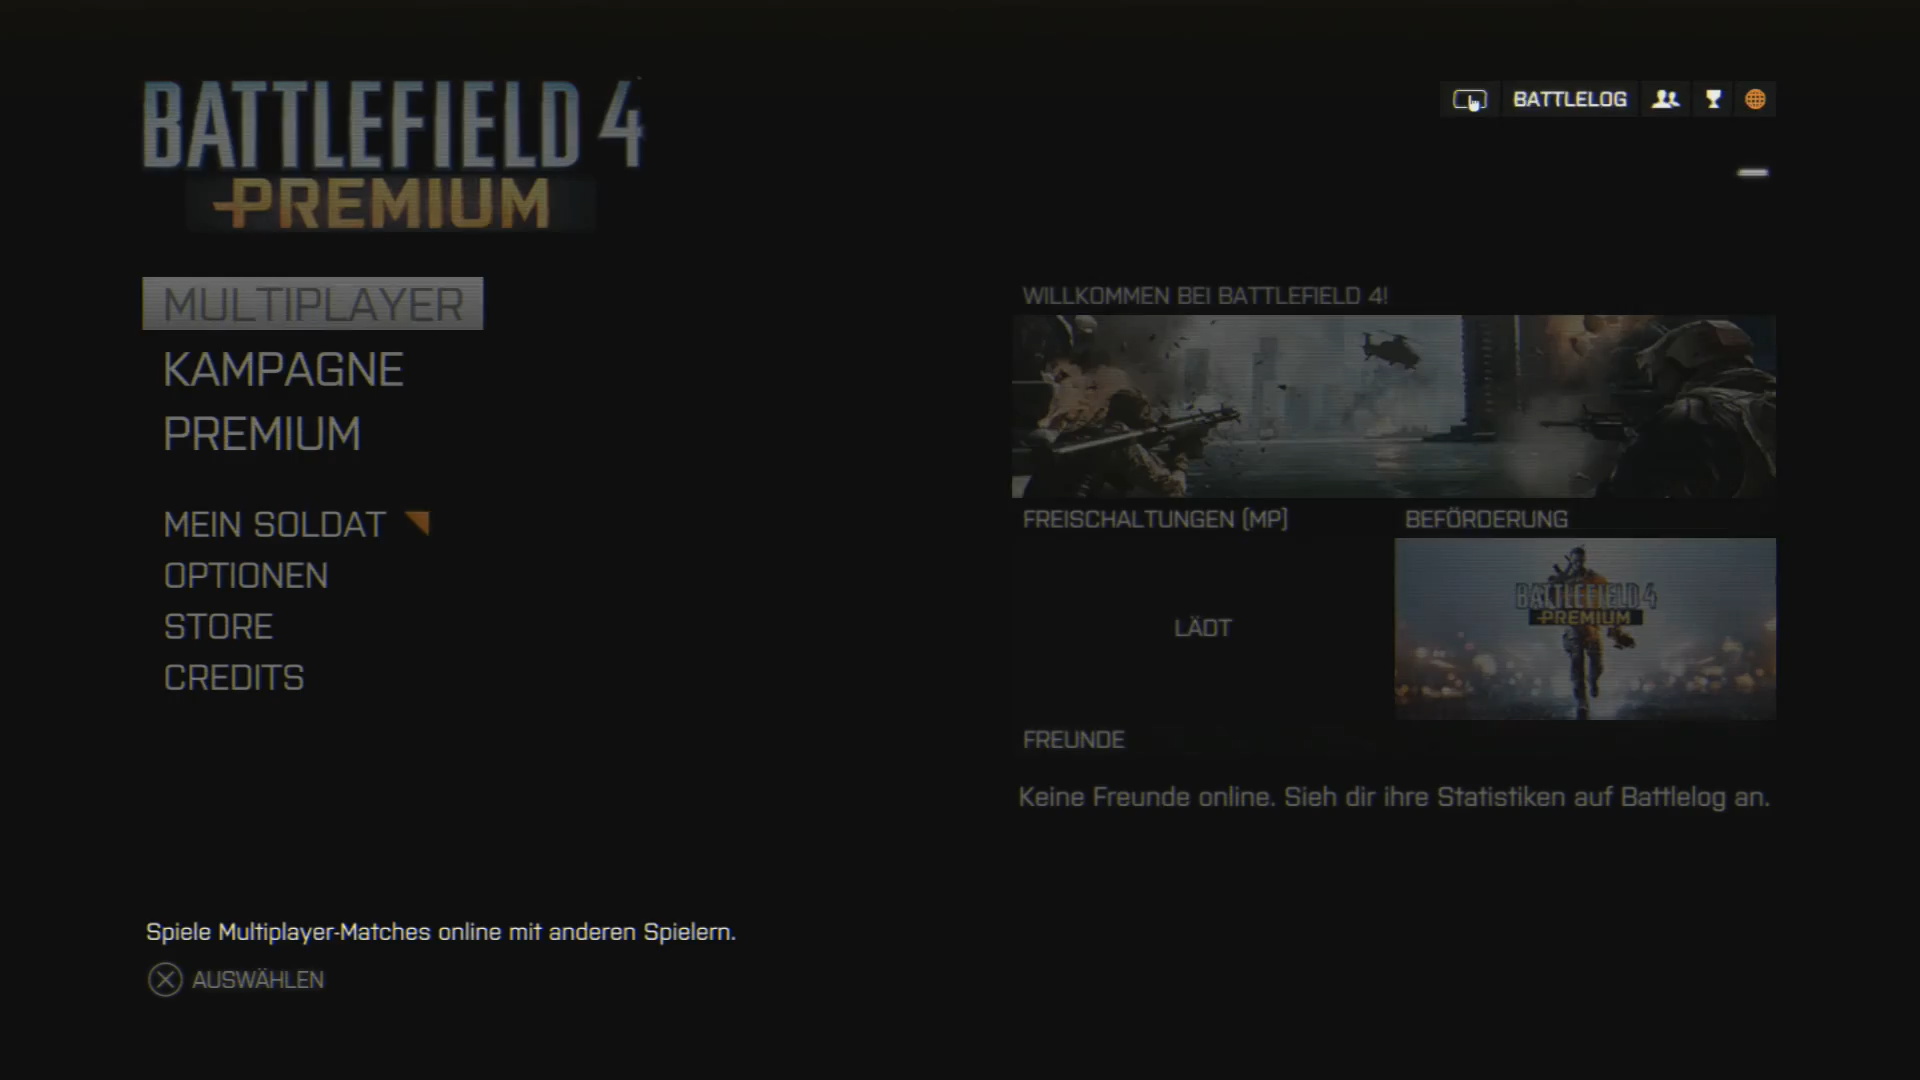 BATTLEFIELD 4
PREMIUM
BATTLELOG
MULTIPLAYER
KAMPAGNE
PREMIUM
MEIN SOLDAT
OPTIONEN
STORE
CREDITS
WILLKOMMEN BEI BATTLEFIELD 4!
FREISCHALTUNGEN (MP)
BEFÖRDERUNG
LÄDT
BATTLEFIELD 4
PREMIUM
FREUNDE
Keine Freunde online. Sieh dir ihre Statistiken auf Battlelog an.
Spiele Multiplayer-Matches online mit anderen Spielern.
AUSWÄHLEN